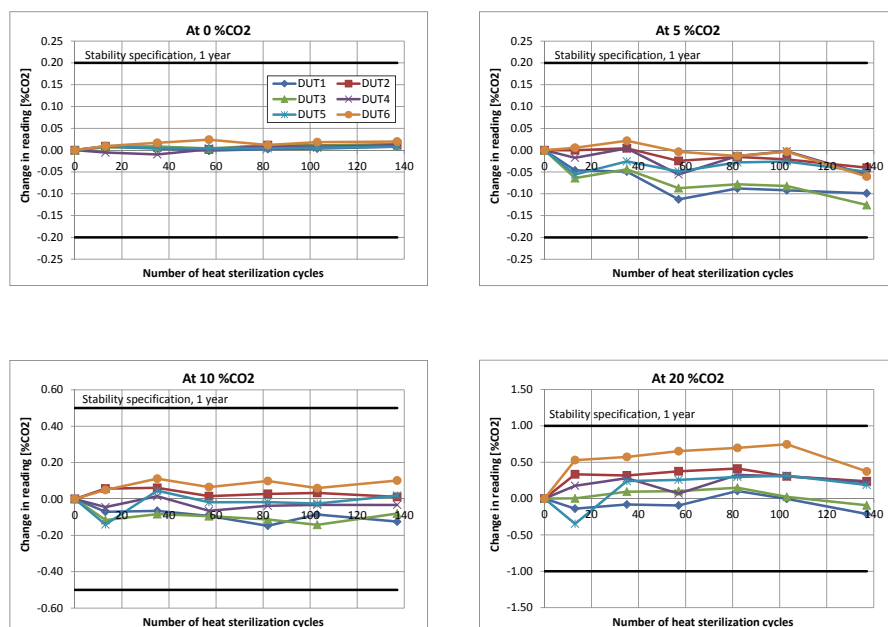 At 0 %CO2
0.25
0.20
0.15
0.10
0.05
0.00
-0.05
-0.10
-0.15
-0.20
-0.25
Change in reading [%CO2]
Stability specification, 1 year
DUT1 DUT2
DUT3 DUT4
DUT5 DUT6
0 20 40 60 80 100 120 140
Number of heat sterilization cycles
At 5 %CO2
0.25
0.20
0.15
0.10
0.05
0.00
-0.05
-0.10
-0.15
-0.20
-0.25
Change in reading [%CO2]
Stability specification, 1 year
0 20 40 60 80 100 120 140
Number of heat sterilization cycles
At 10 %CO2
0.60
0.40
0.20
0.00
-0.20
-0.40
-0.60
Change in reading [%CO2]
Stability specification, 1 year
0 20 40 60 80 100 120 140
Number of heat sterilization cycles
At 20 %CO2
1.50
1.00
0.50
0.00
-0.50
-1.00
-1.50
Change in reading [%CO2]
Stability specification, 1 year
0 20 40 60 80 100 120 140
Number of heat sterilization cycles